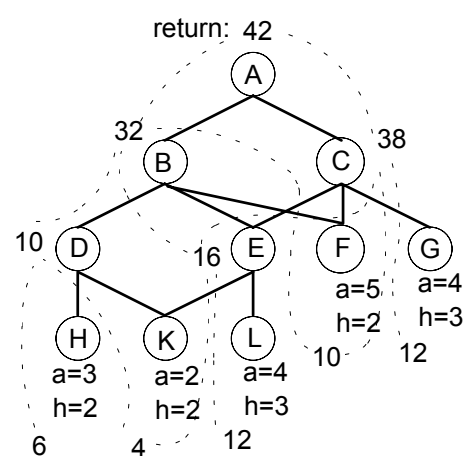 return: 42
A
32
38
B C
10
D
16
E F G
a=5 a=4
h=2 h=3
H K L
10 12
a=3 a=2 a=4
h=2 h=2 h=3
6 4 12